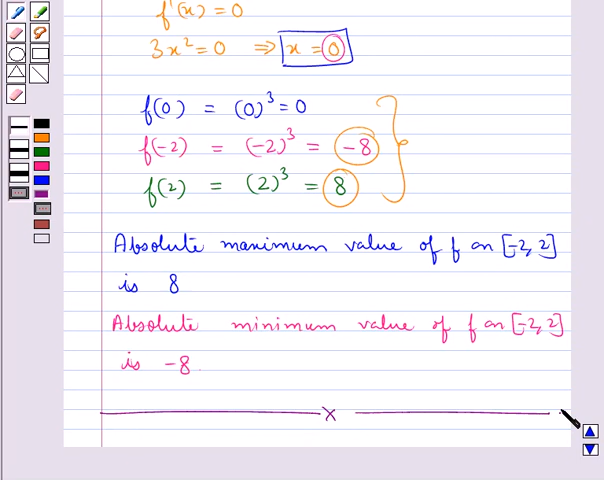 f'(x) = 0
3x² = 0 ⇒ x = 0
f(0) = (0)³ = 0
f(-2) = (-2)³ = -8
f(2) = (2)³ = 8
Absolute maximum value of f on [-2, 2]
is 8
Absolute minimum value of f on [-2, 2]
is -8